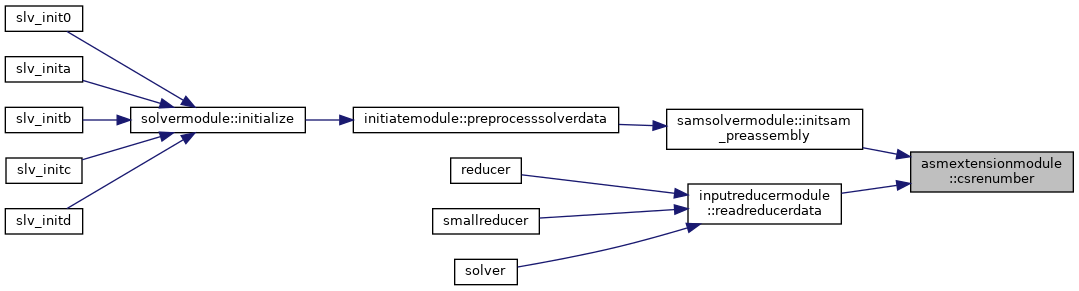 slv_init0
slv_inita
slv_initb
slv_initc
slv_initd
solvermodule::initialize
initiatemodule::preprocesssolverdata
samsolvermodule::initsam
_preassembly
reducer
smallreducer
solver
inputreducermodule
::readreducerdata
asmextensionmodule
::csrenumber